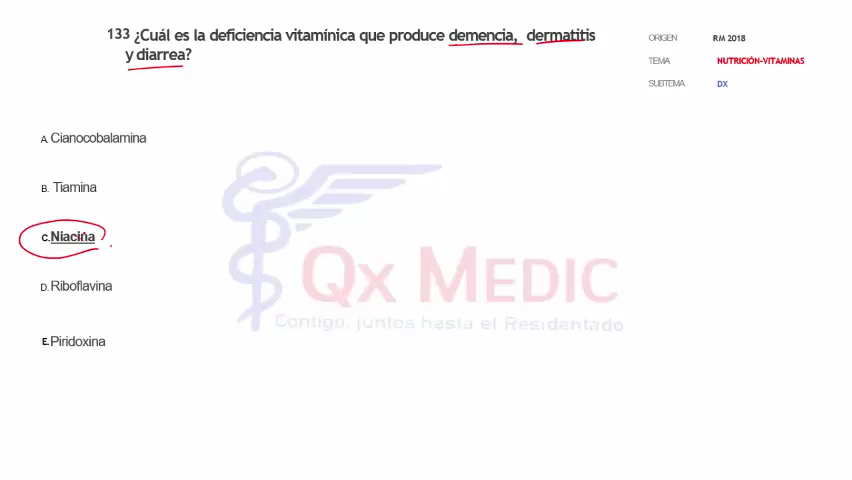 133 ¿Cuál es la deficiencia vitamínica que produce demencia, dermatitis
y diarrea?
ORIGEN RM 2018
TEMA NUTRICIÓN-VITAMINAS
SUBTEMA DX
A. Cianocobalamina
B. Tiamina
C. Niacina
D. Riboflavina
E. Piridoxina
QX MEDIC
Contigo, juntos hasta el Residentado